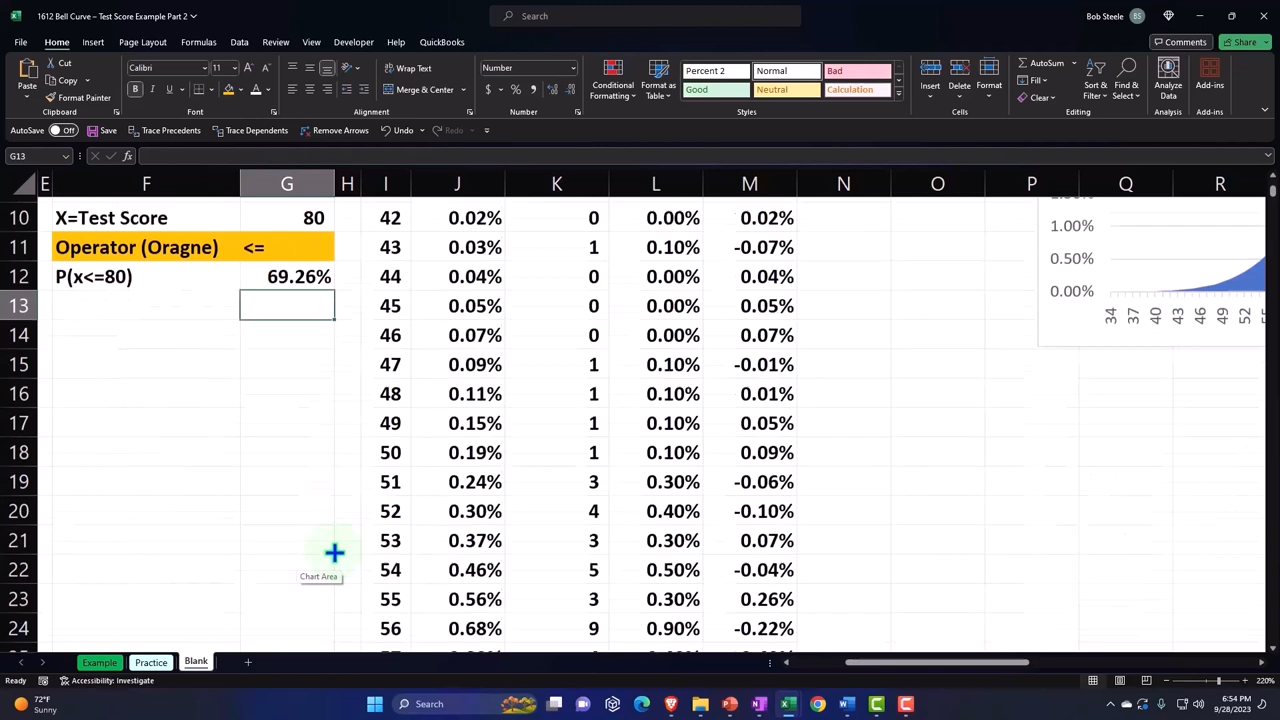 1612 Bell Curve – Test Score Example Part 2
Search
Bob Steele
BS
File
Home
Insert
Page Layout
Formulas
Data
Review
View
Developer
Help
QuickBooks
Comments
Share
Paste
Cut
Copy
Format Painter
Clipboard
Calibri
11
B I U
Font
Wrap Text
Merge & Center
Alignment
Number
$ % ,
Number
Conditional Formatting
Format as Table
Percent 2
Normal
Bad
Good
Neutral
Calculation
Styles
Insert
Delete
Format
Cells
AutoSum
Fill
Clear
Sort & Filter
Find & Select
Editing
Analyze Data
Analysis
Add-ins
Add-ins
AutoSave Off
Save
Trace Precedents
Trace Dependents
Remove Arrows
Undo
Redo
G13
fx
E F G H I J K L M N O P Q R
10 X=Test Score 80 42 0.02% 0 0.00% 0.02%
11 Operator (Oragne) <= 43 0.03% 1 0.10% -0.07%
12 P(x<=80) 69.26% 44 0.04% 0 0.00% 0.04%
13 45 0.05% 0 0.00% 0.05%
14 46 0.07% 0 0.00% 0.07%
15 47 0.09% 1 0.10% -0.01%
16 48 0.11% 1 0.10% 0.01%
17 49 0.15% 1 0.10% 0.05%
18 50 0.19% 1 0.10% 0.09%
19 51 0.24% 3 0.30% -0.06%
20 52 0.30% 4 0.40% -0.10%
21 53 0.37% 3 0.30% 0.07%
22 54 0.46% 5 0.50% -0.04%
23 55 0.56% 3 0.30% 0.26%
24 56 0.68% 9 0.90% -0.22%
1.00%
0.50%
0.00%
34 37 40 43 46 49 52
Chart Area
Example
Practice
Blank
Ready
Accessibility: Investigate
220%
72°F
Sunny
Search
6:54 PM
9/28/2023